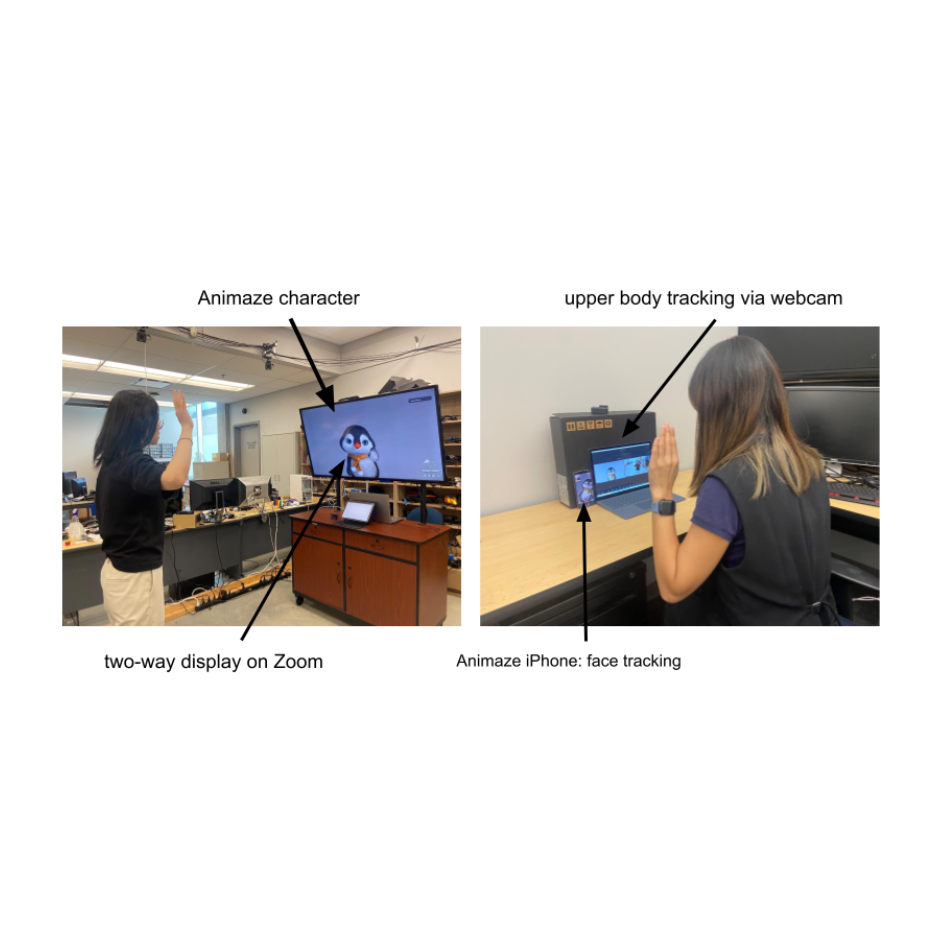 Animaze character
upper body tracking via webcam
two-way display on Zoom
Animaze iPhone: face tracking